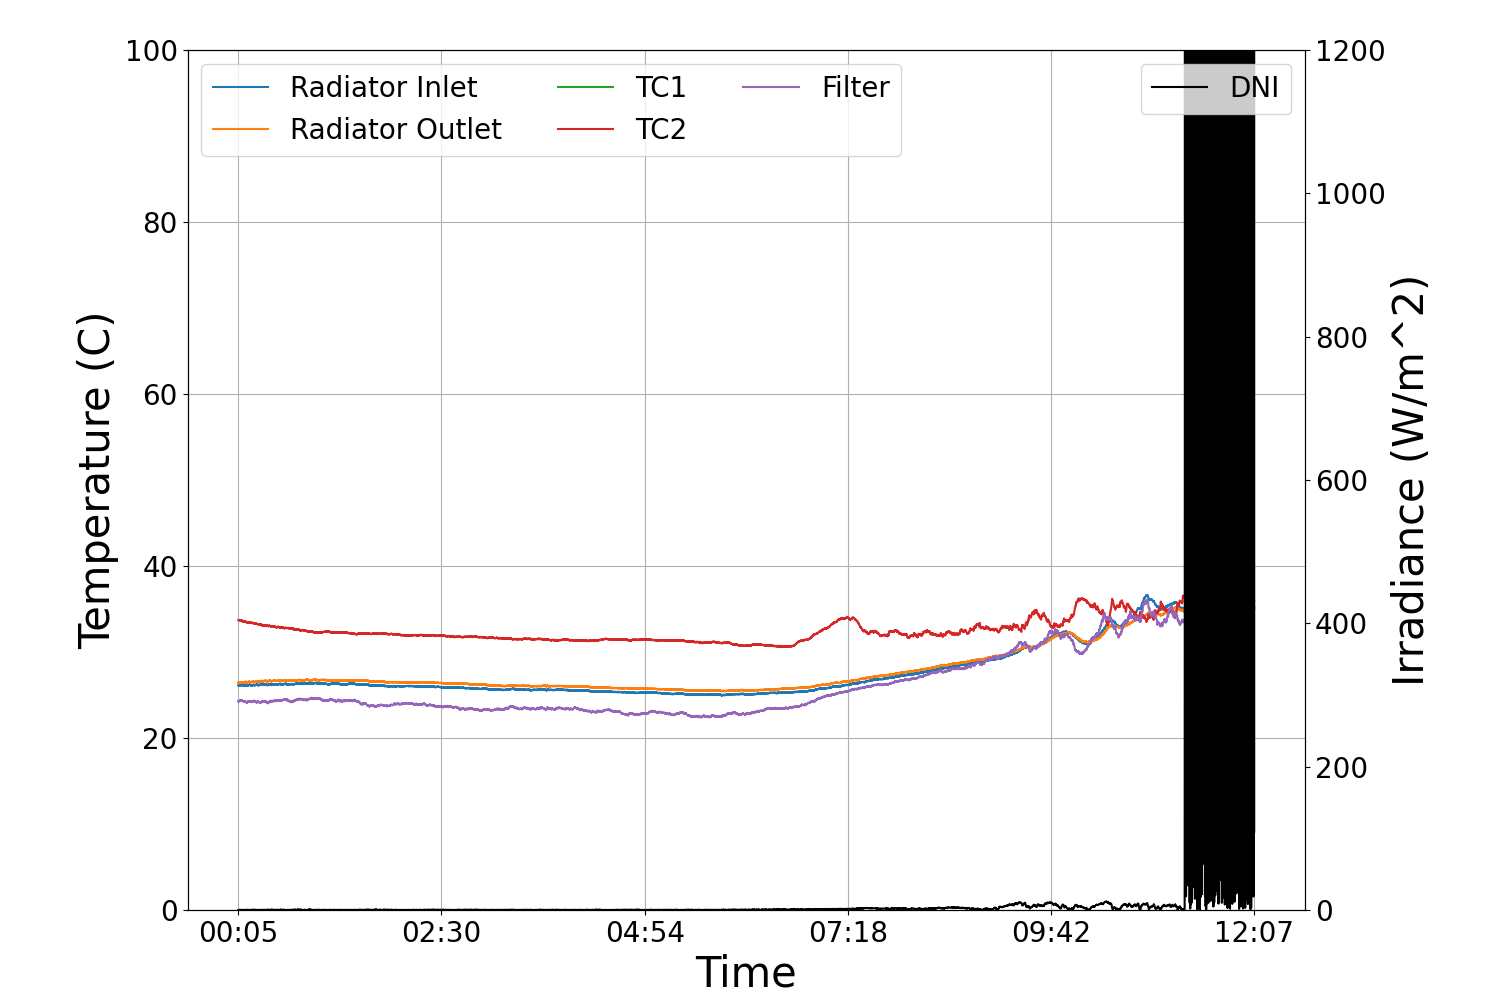 100
80
60
40
20
0
Temperature (C)
Radiator Inlet
Radiator Outlet
TC1
TC2
Filter
DNI
1200
1000
800
600
400
200
0
Irradiance (W/m^2)
00:05 02:30 04:54 07:18 09:42 12:07
Time